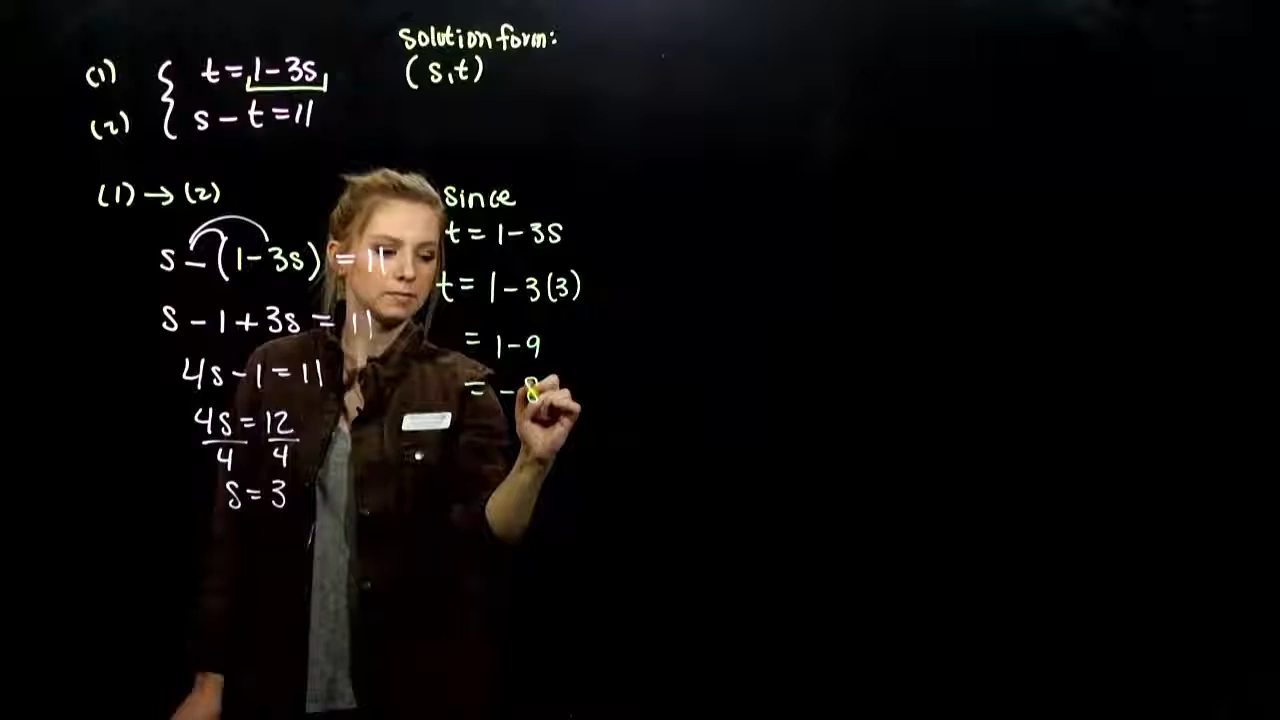 Solution form:
(1) { t = 1 - 3s
(s,t)
(2) s - t = 11
(1) → (2)
s - (1 - 3s) = 11
s - 1 + 3s = 11
4s - 1 = 11
4s = 12
4 4
s = 3
since
t = 1 - 3s
t = 1 - 3(3)
= 1 - 9
= - 8